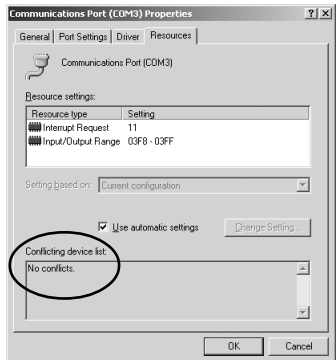 Communications Port (COM3) Properties
General Port Settings Driver Resources
Communications Port (COM3)
Resource settings:
Resource type Setting
Interrupt Request 11
Input/Output Range 03F8 - 03FF
Setting based on: Current configuration
Use automatic settings Change Setting...
Conflicting device list:
No conflicts.
OK Cancel